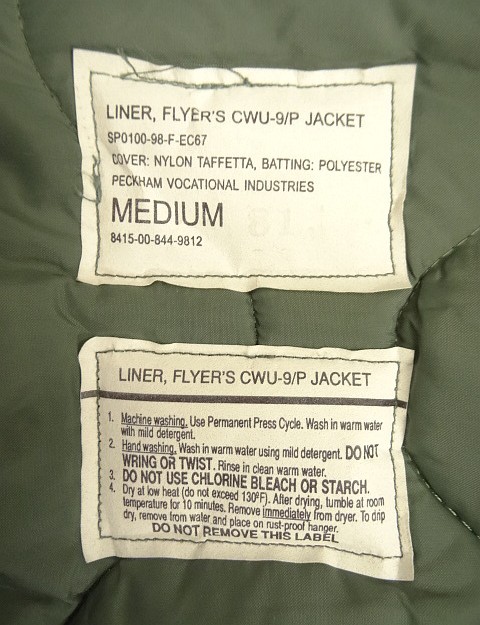 LINER, FLYER'S CWU-9/P JACKET
SP0100-98-F-EC67
COVER: NYLON TAFFETTA, BATTING: POLYESTER
PECKHAM VOCATIONAL INDUSTRIES
MEDIUM
8415-00-844-9812
LINER, FLYER'S CWU-9/P JACKET
1. Machine washing. Use Permanent Press Cycle. Wash in warm water
with mild detergent.
2. Hand washing. Wash in warm water using mild detergent. DO NOT
WRING OR TWIST. Rinse in clean warm water.
3. DO NOT USE CHLORINE BLEACH OR STARCH.
4. Dry at low heat (do not exceed 130°F). After drying, tumble at room
temperature for 10 minutes. Remove immediately from dryer. To drip
dry, remove from water and place on rust-proof hanger.
DO NOT REMOVE THIS LABEL